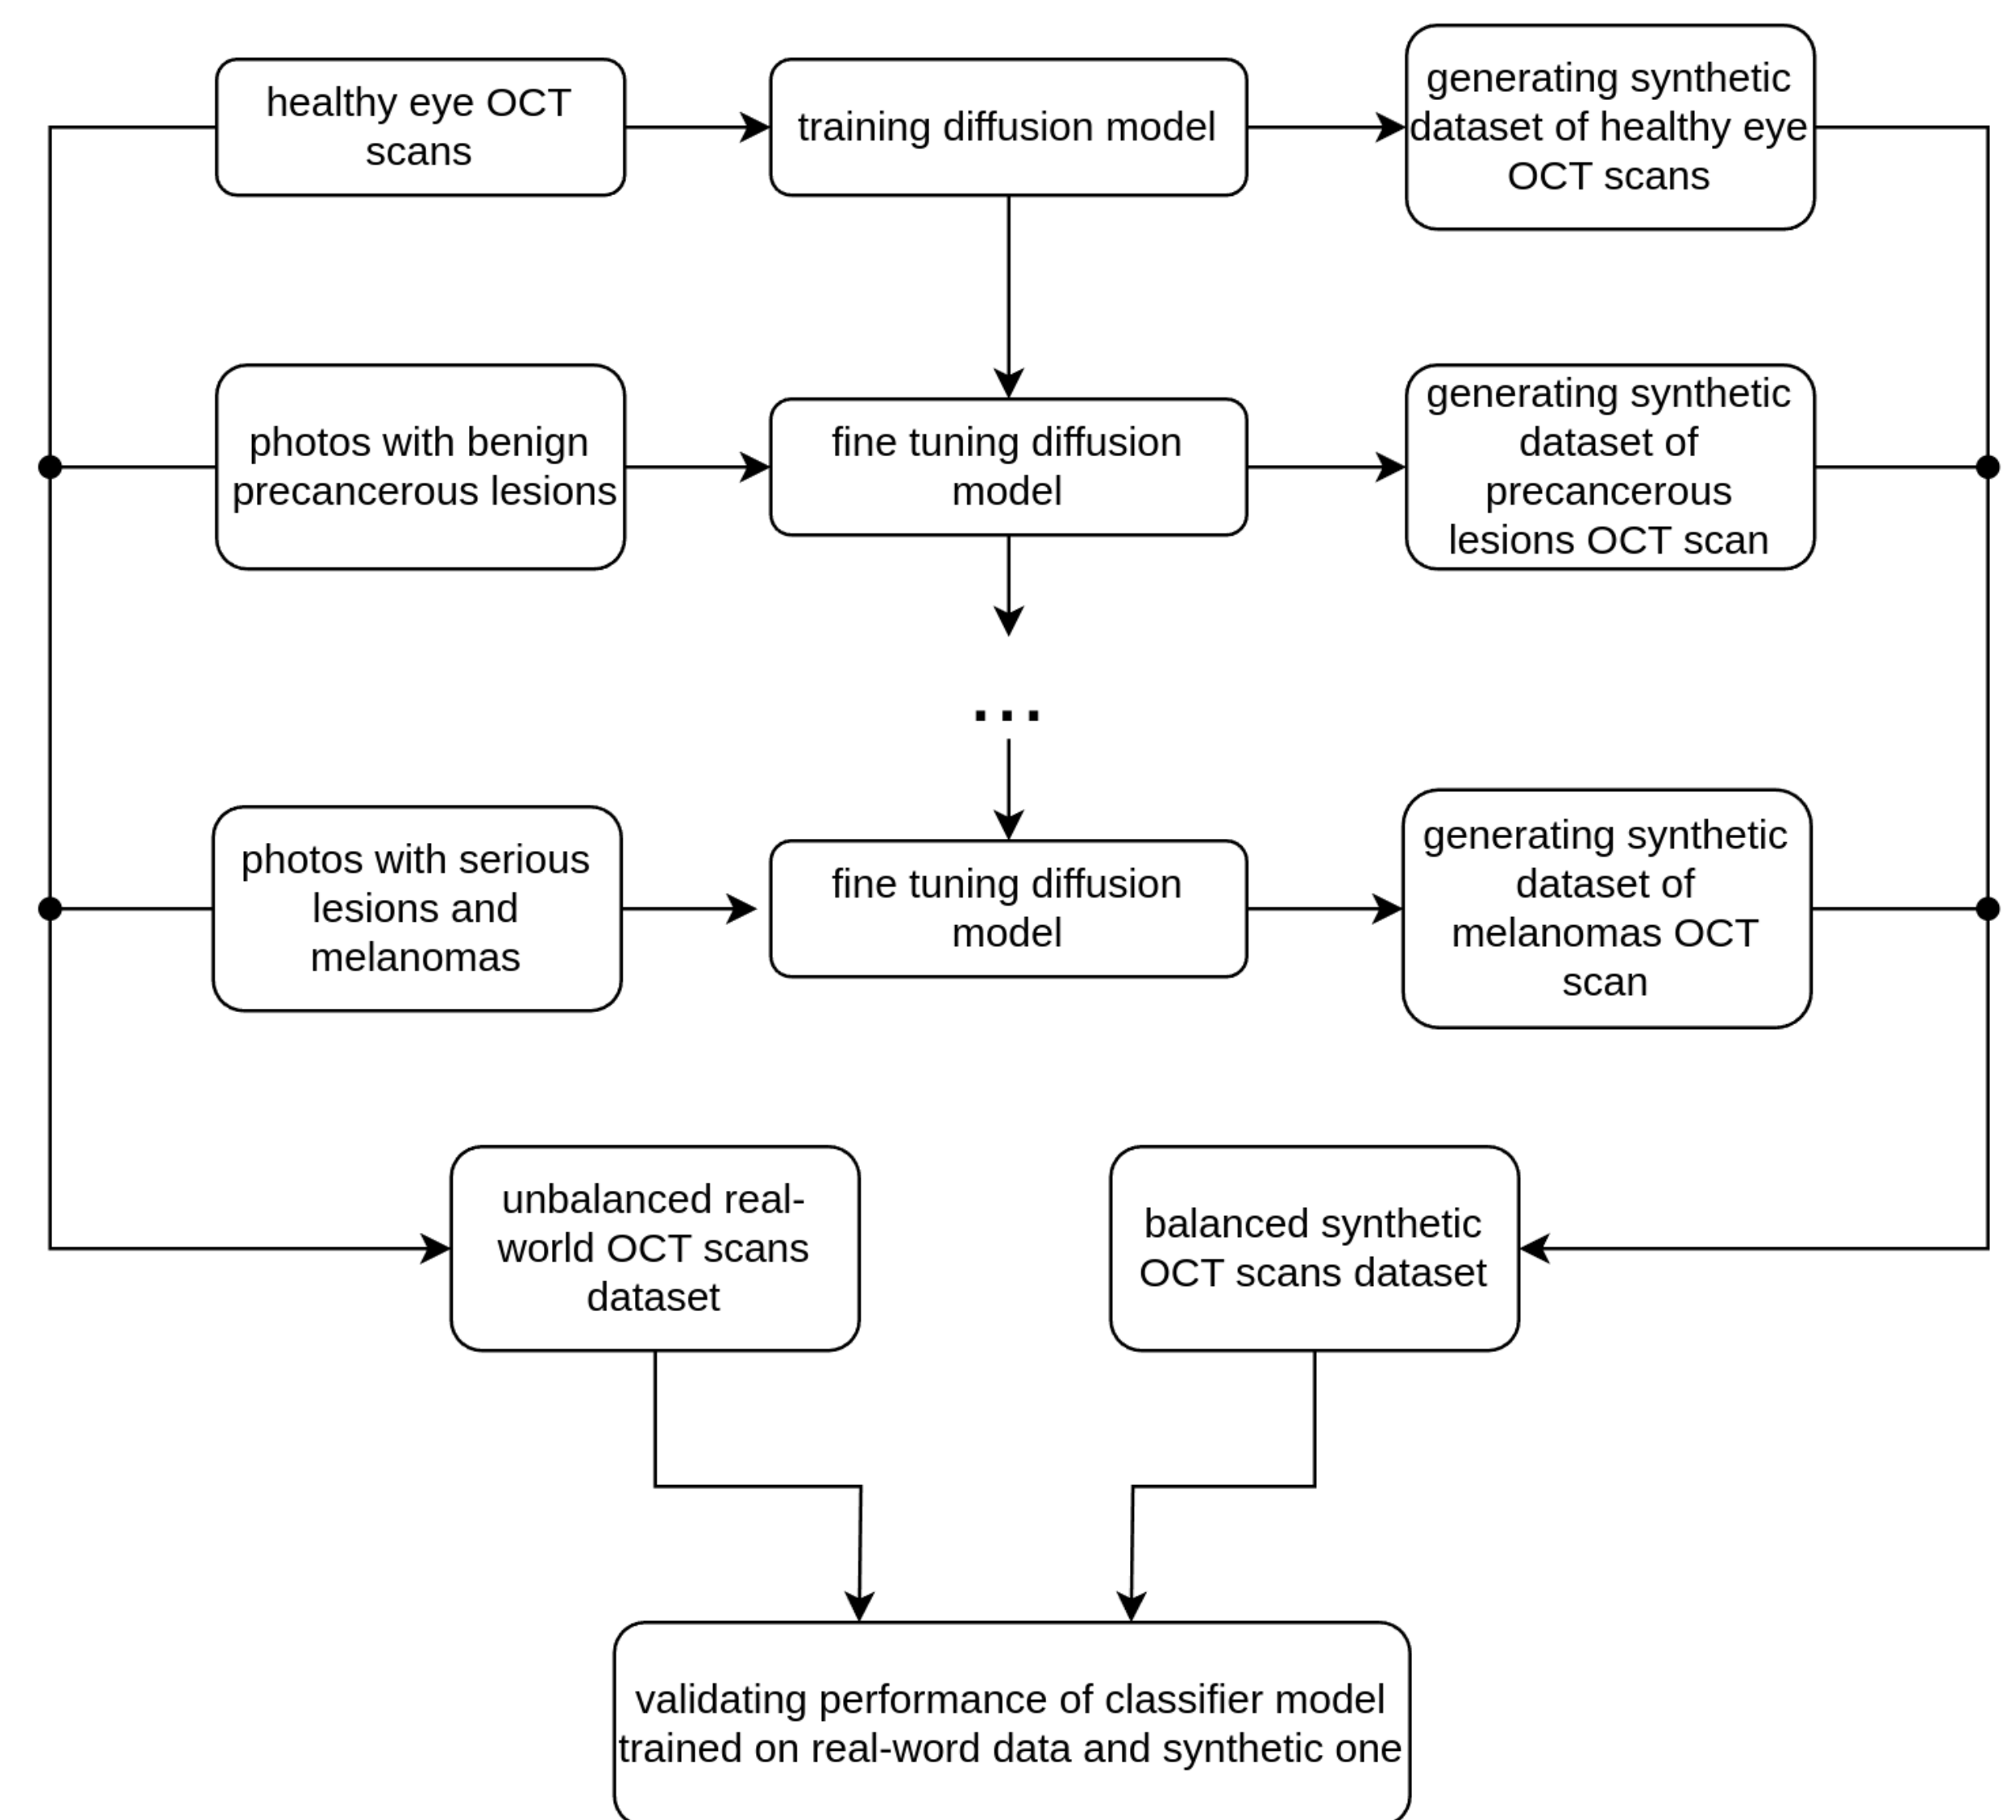 healthy eye OCT
scans
training diffusion model
generating synthetic
dataset of healthy eye
OCT scans
photos with benign
precancerous lesions
fine tuning diffusion
model
generating synthetic
dataset of
precancerous
lesions OCT scan
...
photos with serious
lesions and
melanomas
fine tuning diffusion
model
generating synthetic
dataset of
melanomas OCT
scan
unbalanced real-
world OCT scans
dataset
balanced synthetic
OCT scans dataset
validating performance of classifier model
trained on real-word data and synthetic one